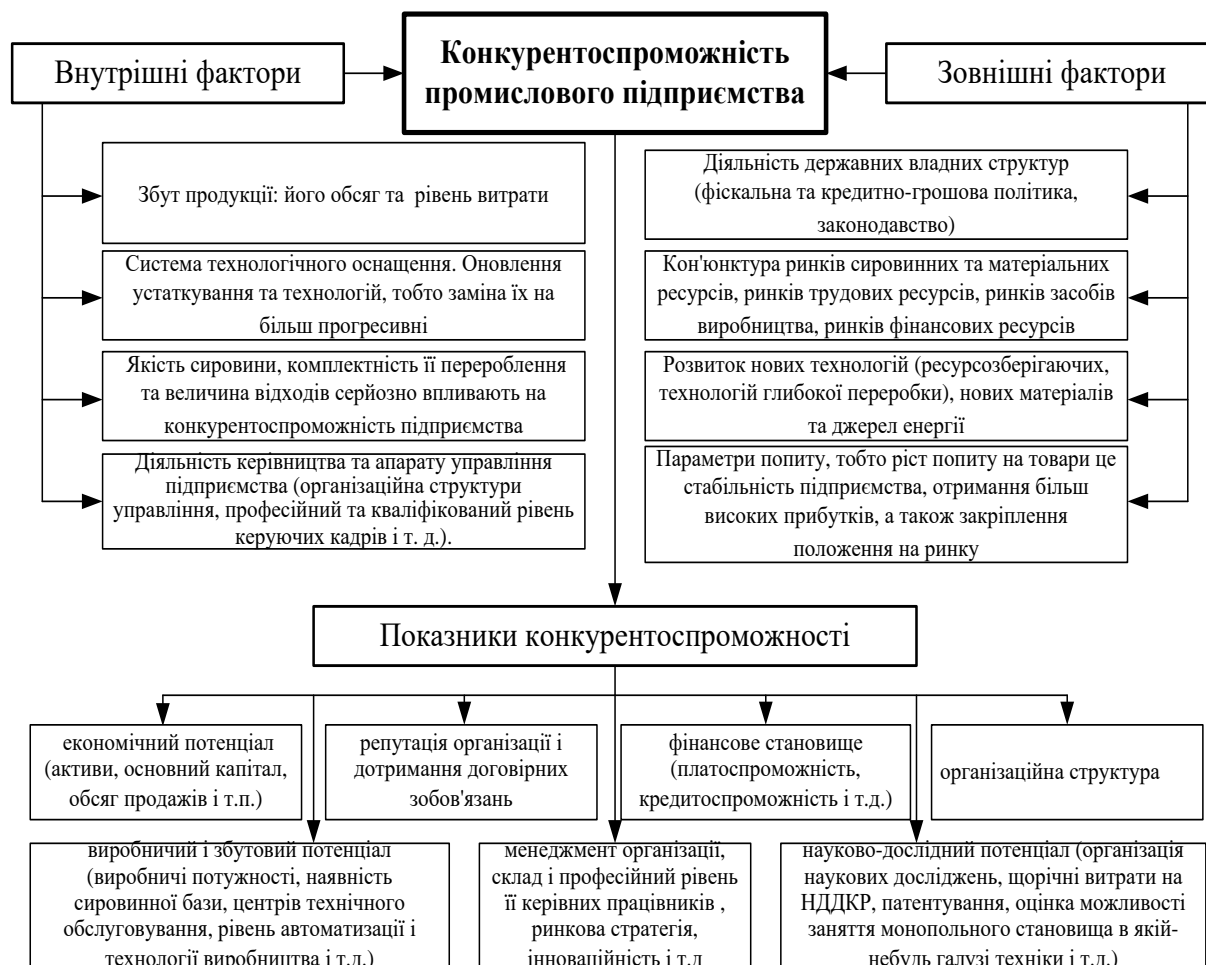 Внутрішні фактори
Конкурентоспроможність
промислового підприємства
Зовнішні фактори
Збут продукції: його обсяг та рівень витрати
Система технологічного оснащення. Оновлення
устаткування та технологій, тобто заміна їх на
більш прогресивні
Якість сировини, комплектність її перероблення
та величина відходів серйозно впливають на
конкурентоспроможність підприємства
Діяльність керівництва та апарату управління
підприємства (організаційна структури
управління, професійний та кваліфікований рівень
керуючих кадрів і т. д.).
Діяльність державних владних структур
(фіскальна та кредитно-грошова політика,
законодавство)
Кон'юнктура ринків сировинних та матеріальних
ресурсів, ринків трудових ресурсів, ринків засобів
виробництва, ринків фінансових ресурсів
Розвиток нових технологій (ресурсозберігаючих,
технологій глибокої переробки), нових матеріалів
та джерел енергії
Параметри попиту, тобто ріст попиту на товари це
стабільність підприємства, отримання більш
високих прибутків, а також закріплення
положення на ринку
Показники конкурентоспроможності
економічний потенціал
(активи, основний капітал,
обсяг продажів і т.п.)
репутація організації і
дотримання договірних
зобов'язань
фінансове становище
(платоспроможність,
кредитоспроможність і т.д.)
організаційна структура
виробничий і збутовий потенціал
(виробничі потужності, наявність
сировинної бази, центрів технічного
обслуговування, рівень автоматизації і
технології виробництва і т.д.)
менеджмент організації,
склад і професійний рівень
її керівних працівників ,
ринкова стратегія,
інноваційність і т.д
науково-дослідний потенціал (організація
наукових досліджень, щорічні витрати на
НДДКР, патентування, оцінка можливості
заняття монопольного становища в якій-
небудь галузі техніки і т.д.)